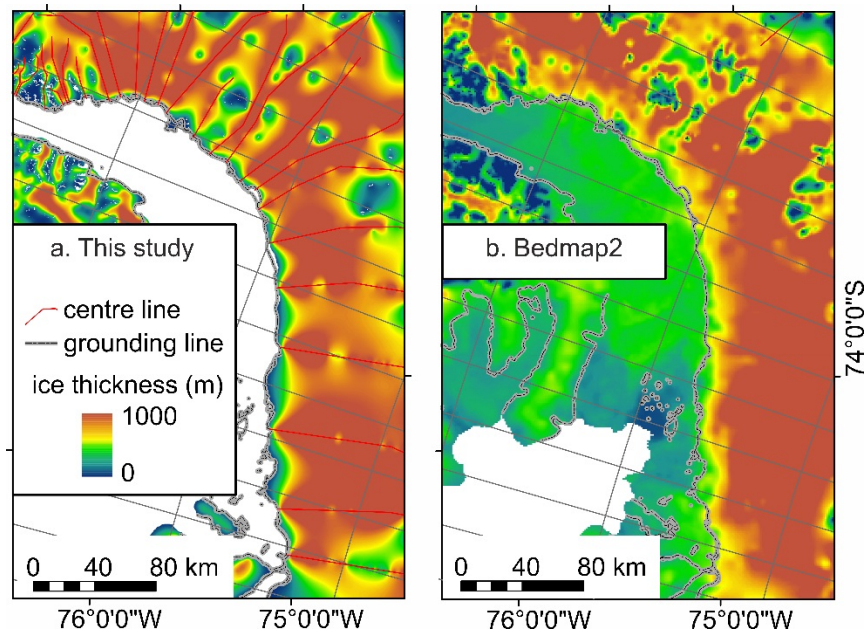 a. This study
centre line
grounding line
ice thickness (m)
1000
0
0 40 80 km
76°0'0"W 75°0'0"W
b. Bedmap2
74°0'0"S
0 40 80 km
76°0'0"W 75°0'0"W